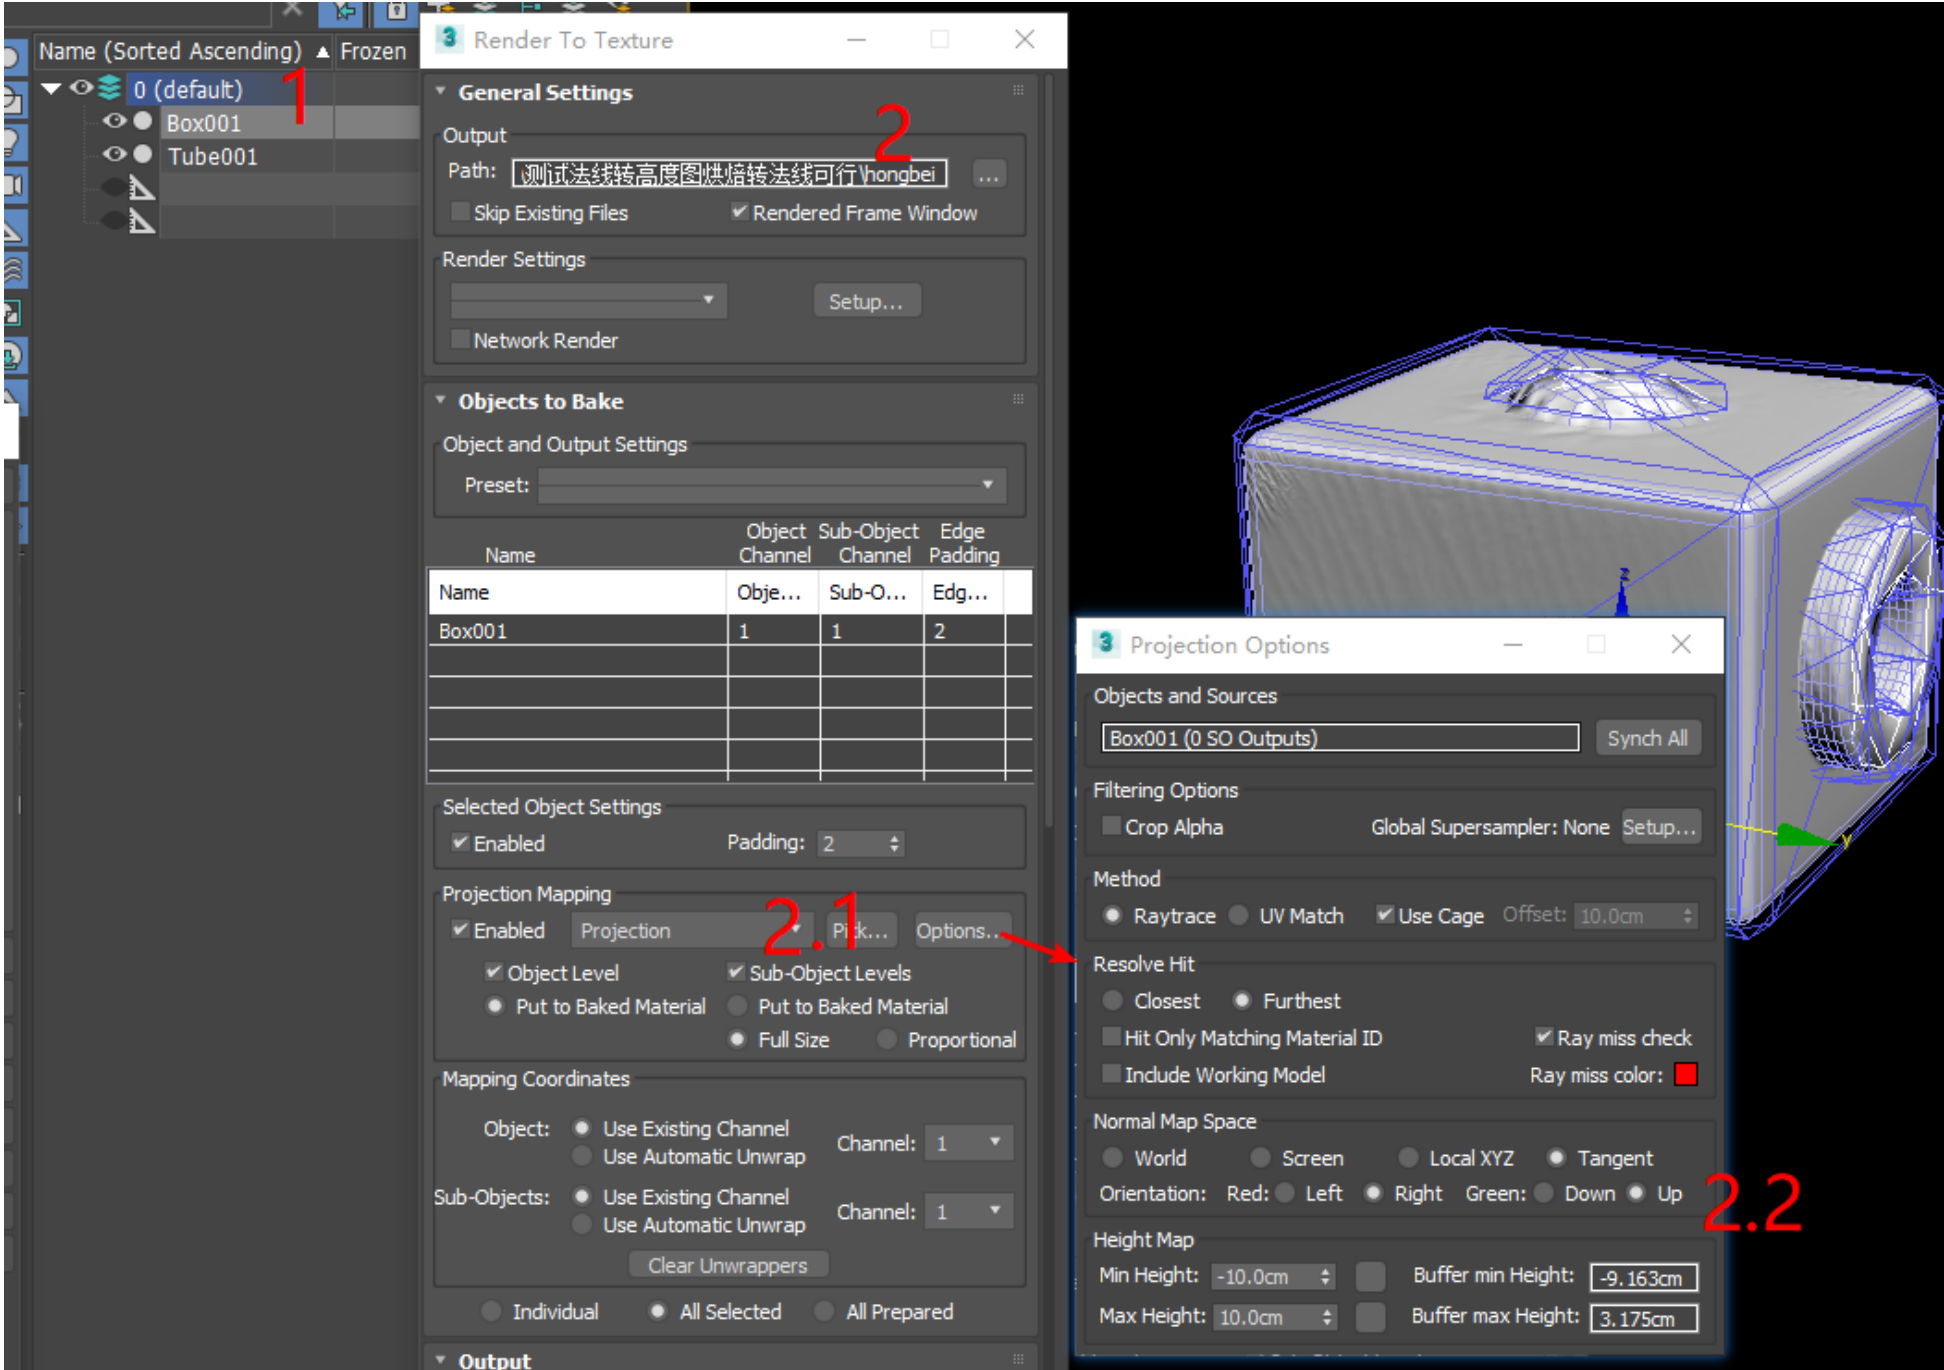 Name (Sorted Ascending) ▲ Frozen
0 (default)
1
Box001
Tube001
3 Render To Texture
General Settings
Output
2
Path: \测试法线转高度图烘焙转法线可行\hongbei ...
Skip Existing Files Rendered Frame Window
Render Settings
Setup...
Network Render
Objects to Bake
Object and Output Settings
Preset:
Object Sub-Object Edge
Name Channel Channel Padding
Name Obje... Sub-O... Edg...
Box001 1 1 2
Selected Object Settings
Enabled Padding: 2
Projection Mapping
2.1
Enabled Projection Pick... Options...
Object Level Sub-Object Levels
Put to Baked Material Put to Baked Material
Full Size Proportional
Mapping Coordinates
Object: Use Existing Channel Channel: 1
Use Automatic Unwrap
Sub-Objects: Use Existing Channel Channel: 1
Use Automatic Unwrap
Clear Unwrappers
Individual All Selected All Prepared
Output
z
y
3 Projection Options
Objects and Sources
Box001 (0 SO Outputs) Synch All
Filtering Options
Crop Alpha Global Supersampler: None Setup...
Method
Raytrace UV Match Use Cage Offset: 10.0cm
Resolve Hit
Closest Furthest
Hit Only Matching Material ID Ray miss check
Include Working Model Ray miss color:
Normal Map Space
World Screen Local XYZ Tangent
Orientation: Red: Left Right Green: Down Up
2.2
Height Map
Min Height: -10.0cm Buffer min Height: -9.163cm
Max Height: 10.0cm Buffer max Height: 3.175cm